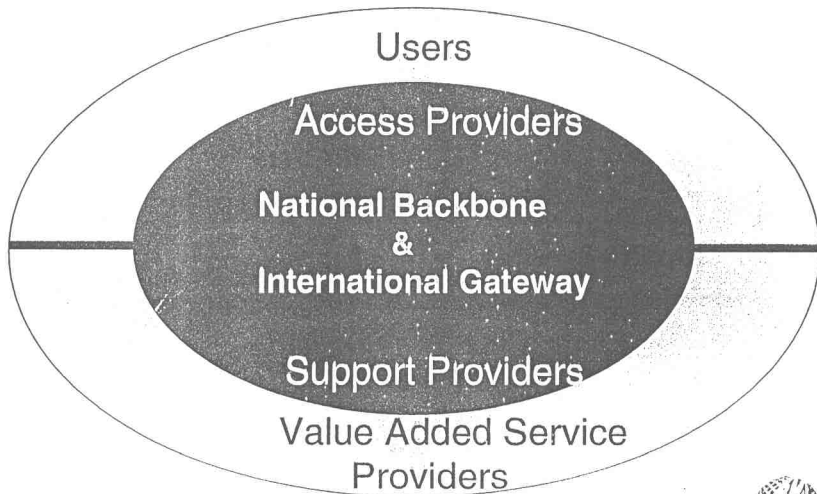 Users
Access Providers
National Backbone
&
International Gateway
Support Providers
Value Added Service
Providers